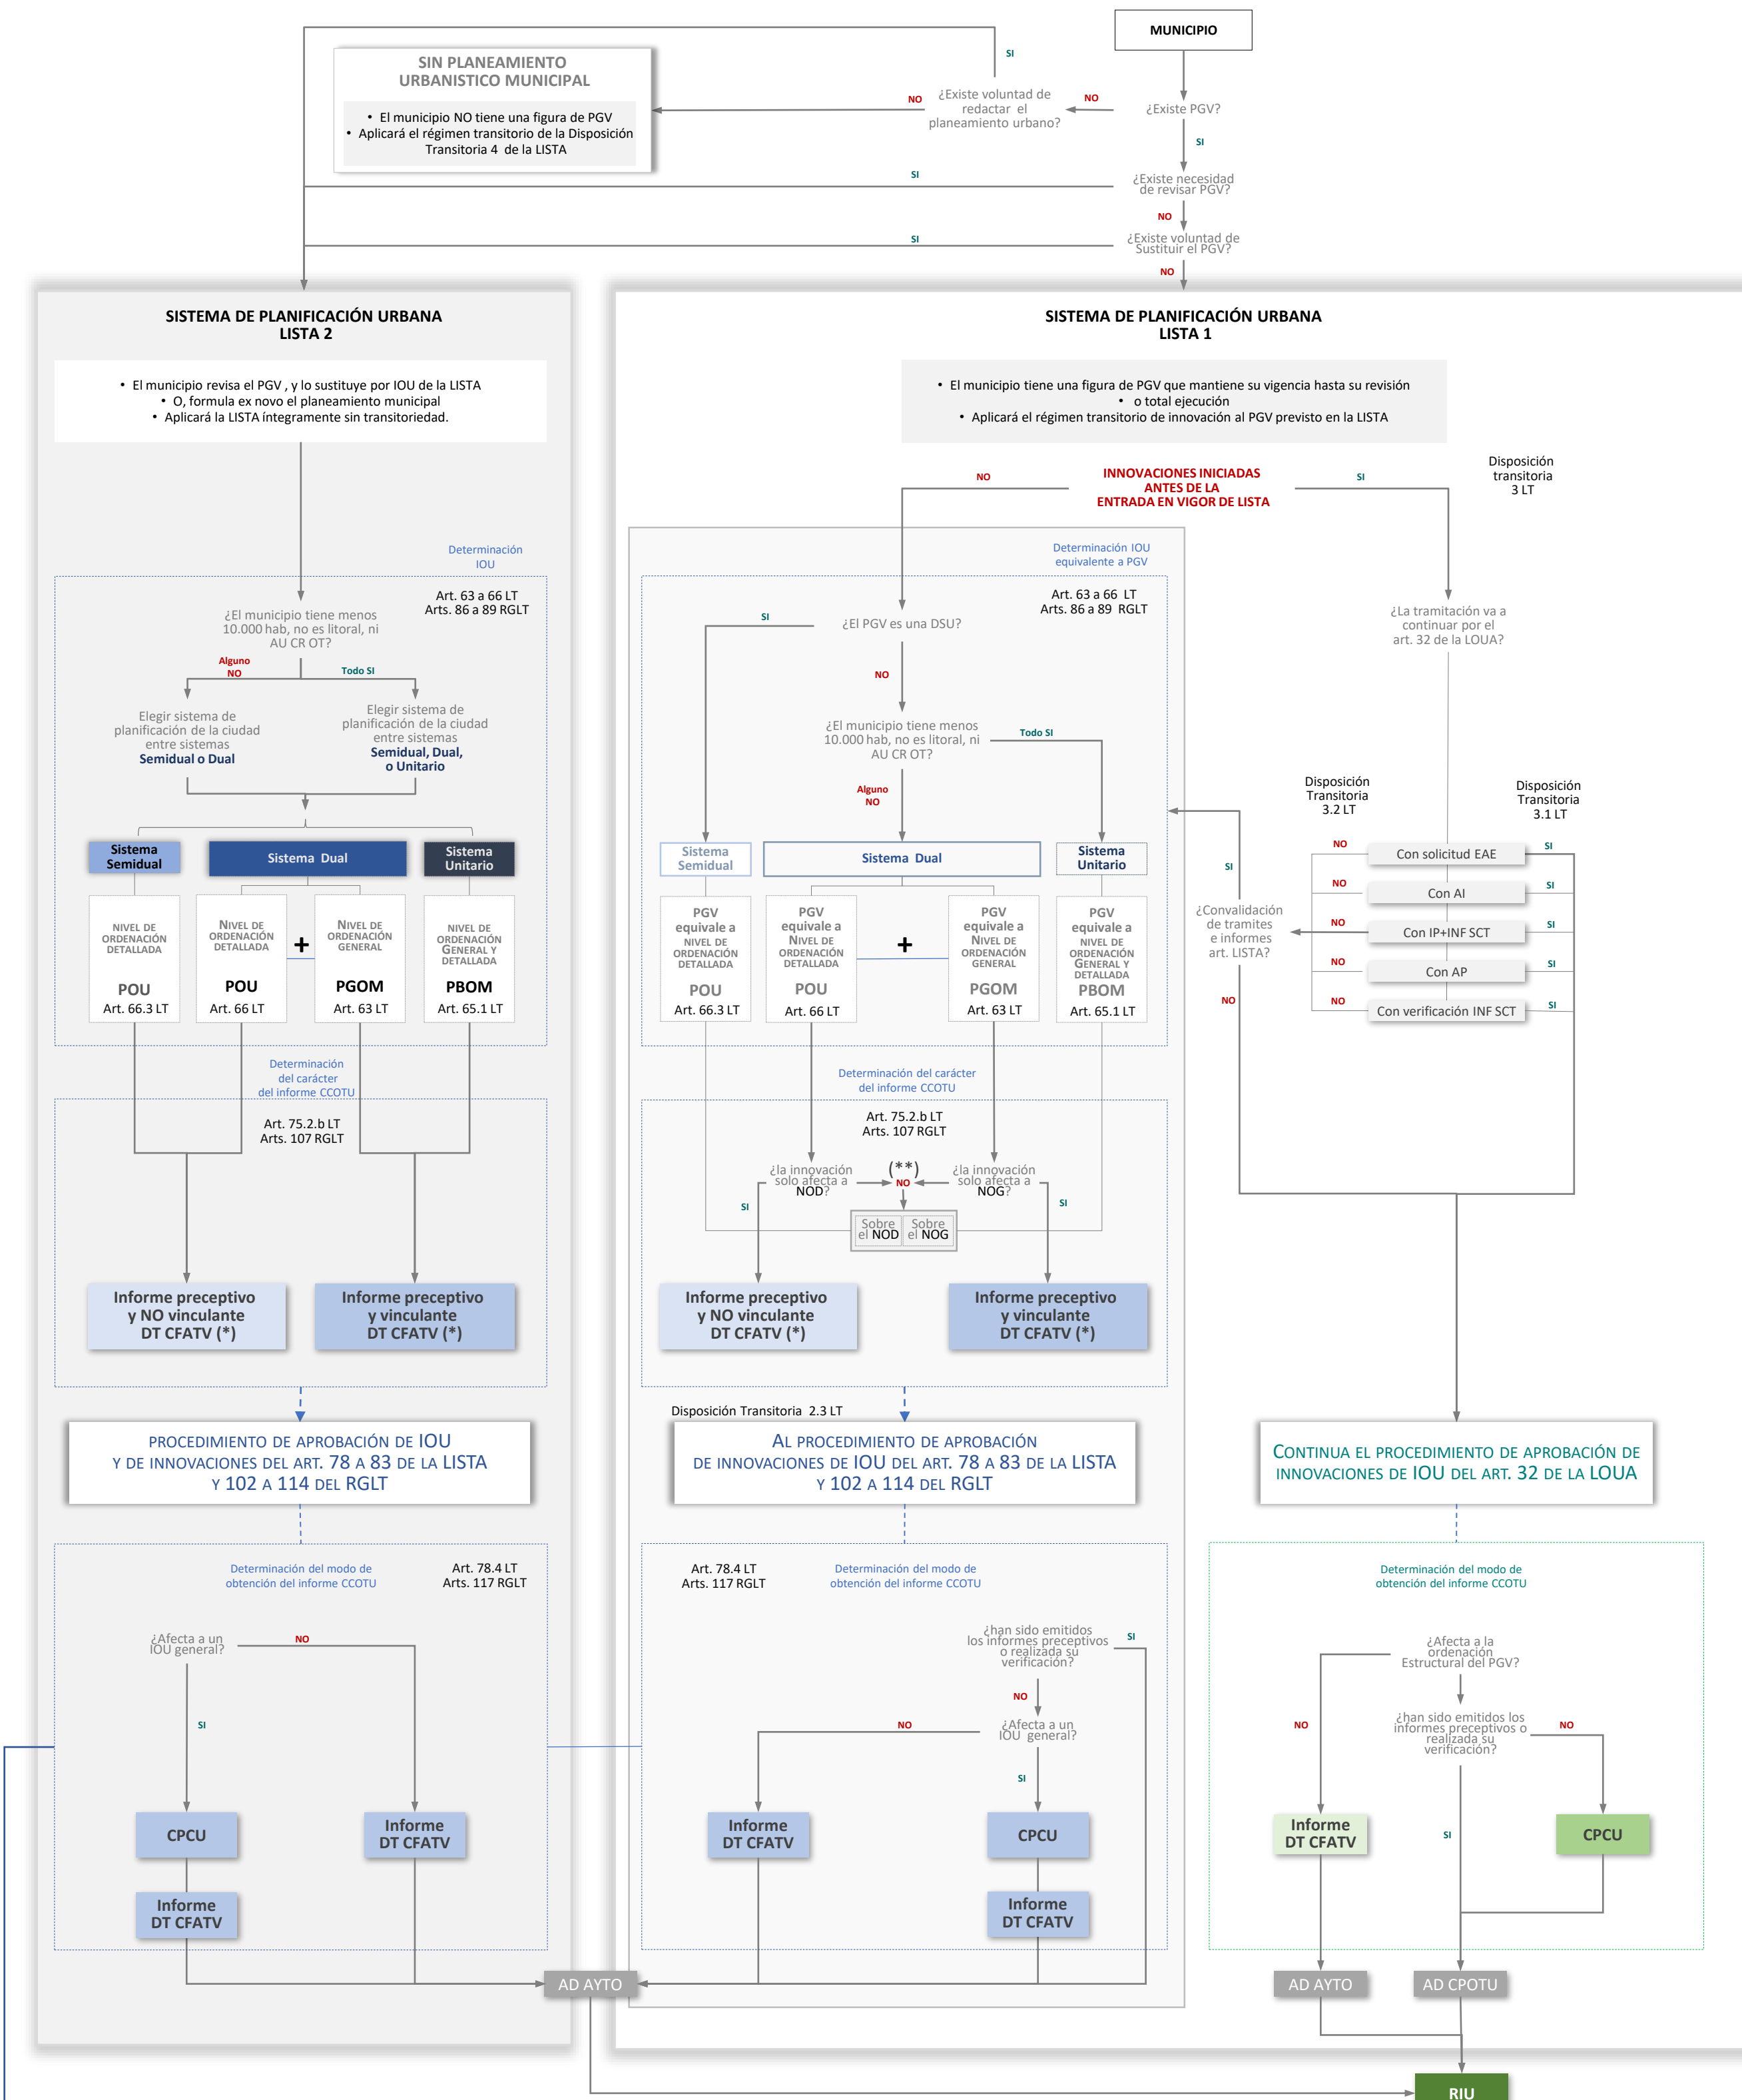 MUNICIPIO
SI
SIN PLANEAMIENTO
URBANISTICO MUNICIPAL
• El municipio NO tiene una figura de PGV
• Aplicará el régimen transitorio de la Disposición
Transitoria 4 de la LISTA
NO
¿Existe voluntad de
redactar el
planeamiento urbano?
NO
¿Existe PGV?
SI
SI
¿Existe necesidad
de revisar PGV?
NO
SI
¿Existe voluntad de
Sustituir el PGV?
NO
SISTEMA DE PLANIFICACIÓN URBANA
LISTA 2
• El municipio revisa el PGV , y lo sustituye por IOU de la LISTA
• O, formula ex novo el planeamiento municipal
• Aplicará la LISTA íntegramente sin transitoriedad.
Determinación
IOU
Art. 63 a 66 LT
Arts. 86 a 89 RGLT
¿El municipio tiene menos
10.000 hab, no es litoral, ni
AU CR OT?
Alguno
NO
Todo SI
Elegir sistema de
planificación de la ciudad
entre sistemas
Semidual o Dual
Elegir sistema de
planificación de la ciudad
entre sistemas
Semidual, Dual,
o Unitario
Sistema
Semidual
Sistema Dual
Sistema
Unitario
NIVEL DE
ORDENACIÓN
DETALLADA
POU
Art. 66.3 LT
NIVEL DE
ORDENACIÓN
DETALLADA
POU
Art. 66 LT
+
NIVEL DE
ORDENACIÓN
GENERAL
PGOM
Art. 63 LT
NIVEL DE
ORDENACIÓN
GENERAL Y
DETALLADA
PBOM
Art. 65.1 LT
Determinación
del carácter
del informe CCOTU
Art. 75.2.b LT
Arts. 107 RGLT
Informe preceptivo
y NO vinculante
DT CFATV (*)
Informe preceptivo
y vinculante
DT CFATV (*)
PROCEDIMIENTO DE APROBACIÓN DE IOU
Y DE INNOVACIONES DEL ART. 78 A 83 DE LA LISTA
Y 102 A 114 DEL RGLT
Determinación del modo de
obtención del informe CCOTU
Art. 78.4 LT
Arts. 117 RGLT
¿Afecta a un
IOU general?
NO
SI
CPCU
Informe
DT CFATV
Informe
DT CFATV
SISTEMA DE PLANIFICACIÓN URBANA
LISTA 1
• El municipio tiene una figura de PGV que mantiene su vigencia hasta su revisión
• o total ejecución
• Aplicará el régimen transitorio de innovación al PGV previsto en la LISTA
NO
INNOVACIONES INICIADAS
ANTES DE LA
ENTRADA EN VIGOR DE LISTA
SI
Disposición
transitoria
3 LT
Determinación IOU
equivalente a PGV
Art. 63 a 66 LT
Arts. 86 a 89 RGLT
SI
¿El PGV es una DSU?
NO
¿El municipio tiene menos
10.000 hab, no es litoral, ni
AU CR OT?
Todo SI
Alguno
NO
Sistema
Semidual
Sistema Dual
Sistema
Unitario
PGV
equivale a
NIVEL DE
ORDENACIÓN
DETALLADA
POU
Art. 66.3 LT
PGV
equivale a
NIVEL DE
ORDENACIÓN
DETALLADA
POU
Art. 66 LT
+
PGV
equivale a
NIVEL DE
ORDENACIÓN
GENERAL
PGOM
Art. 63 LT
PGV
equivale a
NIVEL DE
ORDENACIÓN
GENERAL Y
DETALLADA
PBOM
Art. 65.1 LT
Determinación del carácter
del informe CCOTU
Art. 75.2.b LT
Arts. 107 RGLT
¿la innovación
solo afecta a
NOD?
(**)
NO
¿la innovación
solo afecta a
NOG?
SI
SI
Sobre
el NOD
Sobre
el NOG
Informe preceptivo
y NO vinculante
DT CFATV (*)
Informe preceptivo
y vinculante
DT CFATV (*)
Disposición Transitoria 2.3 LT
AL PROCEDIMIENTO DE APROBACIÓN
DE INNOVACIONES DE IOU DEL ART. 78 A 83 DE LA LISTA
Y 102 A 114 DEL RGLT
Art. 78.4 LT
Arts. 117 RGLT
Determinación del modo de
obtención del informe CCOTU
¿han sido emitidos
los informes preceptivos
o realizada su
verificación?
SI
NO
¿Afecta a un
IOU general?
NO
SI
Informe
DT CFATV
CPCU
Informe
DT CFATV
AD AYTO
¿La tramitación va a
continuar por el
art. 32 de la LOUA?
Disposición
Transitoria
3.2 LT
Disposición
Transitoria
3.1 LT
NO
Con solicitud EAE
SI
NO
Con AI
SI
NO
Con IP+INF SCT
SI
NO
Con AP
SI
NO
Con verificación INF SCT
SI
SI
¿Convalidación
de tramites
e informes
art. LISTA?
NO
CONTINUA EL PROCEDIMIENTO DE APROBACIÓN DE
INNOVACIONES DE IOU DEL ART. 32 DE LA LOUA
Determinación del modo de
obtención del informe CCOTU
¿Afecta a la
ordenación
Estructural del PGV?
NO
¿han sido emitidos los
informes preceptivos o
realizada su
verificación?
NO
SI
Informe
DT CFATV
CPCU
AD AYTO
AD CPOTU
RIU